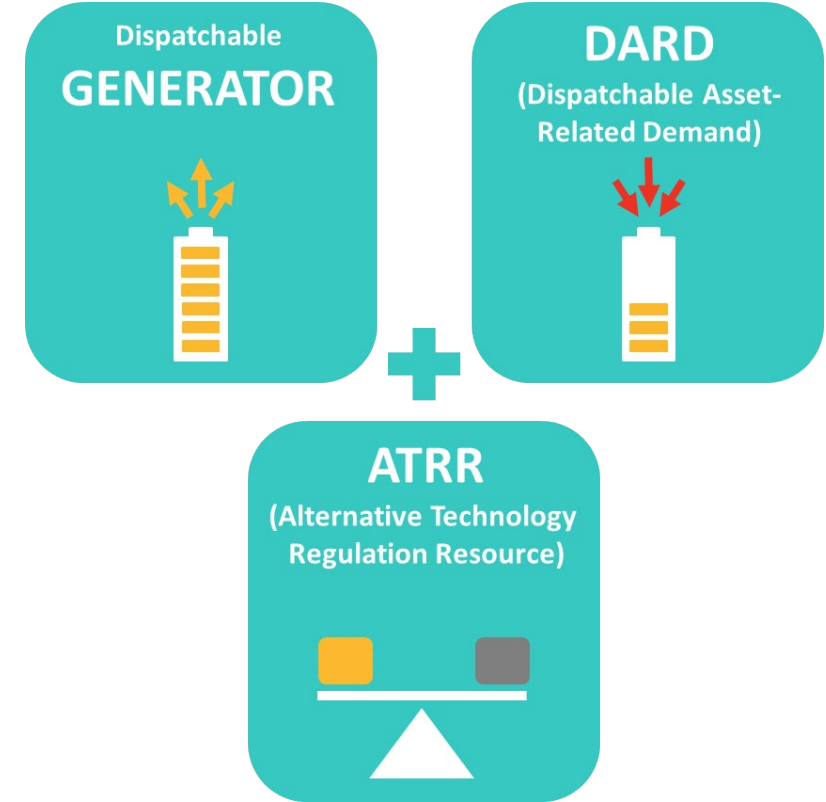 Dispatchable
GENERATOR
DARD
(Dispatchable Asset-
Related Demand)
ATRR
(Alternative Technology
Regulation Resource)